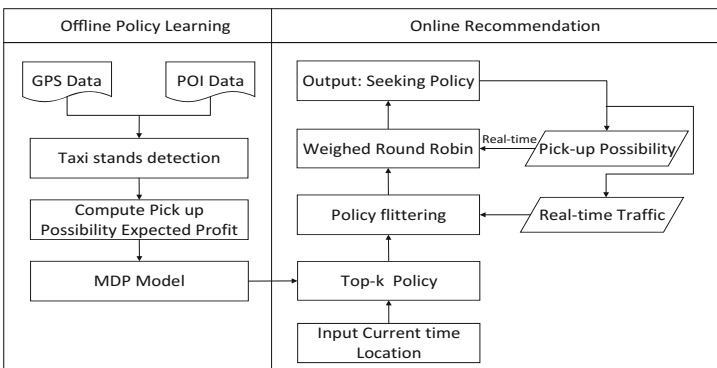 Offline Policy Learning
Online Recommendation
GPS Data
POI Data
Taxi stands detection
Compute Pick up
Possibility Expected Profit
MDP Model
Output: Seeking Policy
Weighed Round Robin
Real-time
Pick-up Possibility
Policy flittering
Real-time Traffic
Top-k Policy
Input Current time
Location